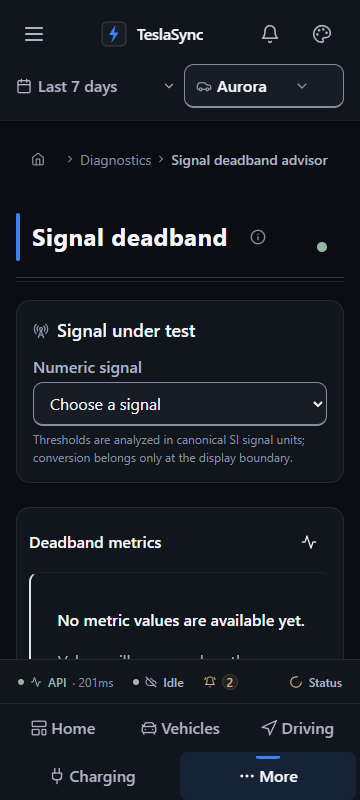 TeslaSync
Last 7 days
Aurora
Diagnostics
Signal deadband advisor
Signal deadband
Signal under test
Numeric signal
Choose a signal
Thresholds are analyzed in canonical SI signal units;
conversion belongs only at the display boundary.
Deadband metrics
No metric values are available yet.
API · 201ms
Idle
2
Status
Home
Vehicles
Driving
Charging
More